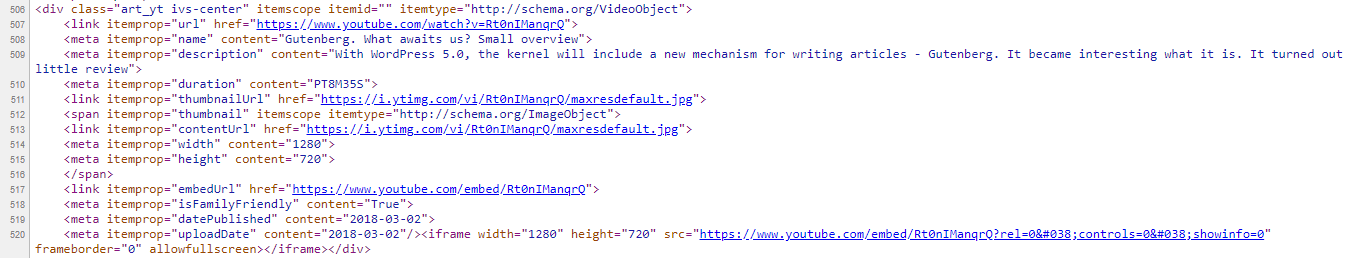 506 <div class="art_yt ivs-center" itemscope itemid="" itemtype="http://schema.org/VideoObject">
507 <link itemprop="url" href="https://www.youtube.com/watch?v=Rt0nIManqrQ">
508 <meta itemprop="name" content="Gutenberg. What awaits us? Small overview">
509 <meta itemprop="description" content="With WordPress 5.0, the kernel will include a new mechanism for writing articles - Gutenberg. It became interesting what it is. It turned out
little review">
510 <meta itemprop="duration" content="PT8M35S">
511 <link itemprop="thumbnailUrl" href="https://i.ytimg.com/vi/Rt0nIManqrQ/maxresdefault.jpg">
512 <span itemprop="thumbnail" itemscope itemtype="http://schema.org/ImageObject">
513 <link itemprop="contentUrl" href="https://i.ytimg.com/vi/Rt0nIManqrQ/maxresdefault.jpg">
514 <meta itemprop="width" content="1280">
515 <meta itemprop="height" content="720">
516 </span>
517 <link itemprop="embedUrl" href="https://www.youtube.com/embed/Rt0nIManqrQ">
518 <meta itemprop="isFamilyFriendly" content="True">
519 <meta itemprop="datePublished" content="2018-03-02">
520 <meta itemprop="uploadDate" content="2018-03-02"/><iframe width="1280" height="720" src="https://www.youtube.com/embed/Rt0nIManqrQ?rel=0&#038;controls=0&#038;showinfo=0"
frameborder="0" allowfullscreen></iframe></div>